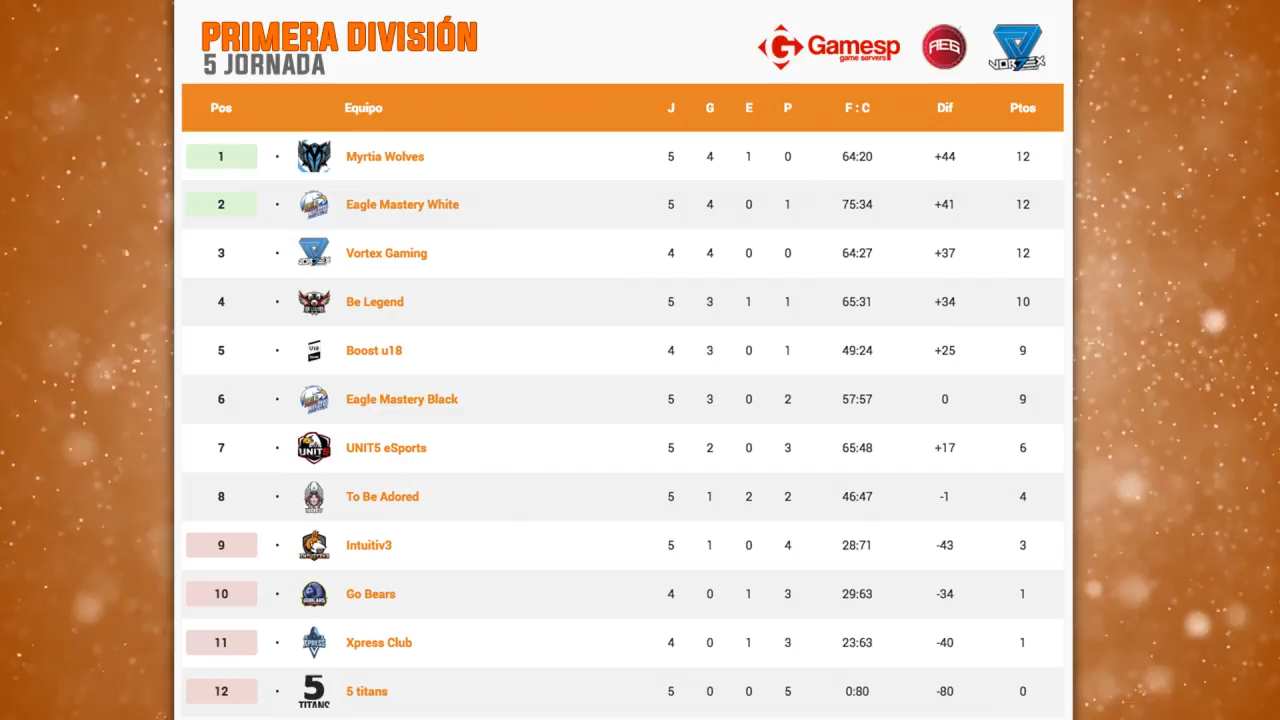 PRIMERA DIVISIÓN
5 JORNADA
Gamesp
game servers
AEG
VORTEX
Pos Equipo J G E P F : C Dif Ptos
1 · Myrtia Wolves 5 4 1 0 64:20 +44 12
2 · Eagle Mastery White 5 4 0 1 75:34 +41 12
3 · Vortex Gaming 4 4 0 0 64:27 +37 12
4 · Be Legend 5 3 1 1 65:31 +34 10
5 · Boost u18 4 3 0 1 49:24 +25 9
6 · Eagle Mastery Black 5 3 0 2 57:57 0 9
7 · UNIT5 UNIT5 eSports 5 2 0 3 65:48 +17 6
8 · To Be Adored 5 1 2 2 46:47 -1 4
9 · Intuitiv3 5 1 0 4 28:71 -43 3
10 · Go Bears 4 0 1 3 29:63 -34 1
11 · XPRESS Xpress Club 4 0 1 3 23:63 -40 1
12 · 5 TITANS 5 titans 5 0 0 5 0:80 -80 0